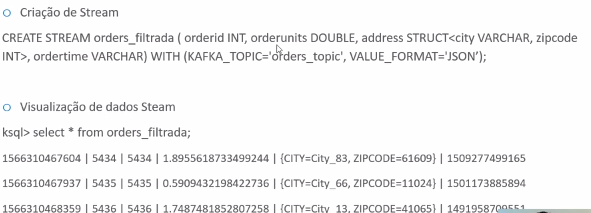 Criação de Stream
CREATE STREAM orders_filtrada ( orderid INT, orderunits DOUBLE, address STRUCT<city VARCHAR, zipcode
INT>, ordertime VARCHAR) WITH (KAFKA_TOPIC='orders_topic', VALUE_FORMAT='JSON');
Visualização de dados Steam
ksql> select * from orders_filtrada;
1566310467604 | 5434 | 5434 | 1.8955618733499244 | {CITY=City_83, ZIPCODE=61609} | 1509277499165
1566310467937 | 5435 | 5435 | 0.5909432198422736 | {CITY=City_66, ZIPCODE=11024} | 1501173885894
1566310468359 | 5436 | 5436 | 1.7487481852807258 | {CITY=City_13, ZIPCODE=41065} | 1491958709551